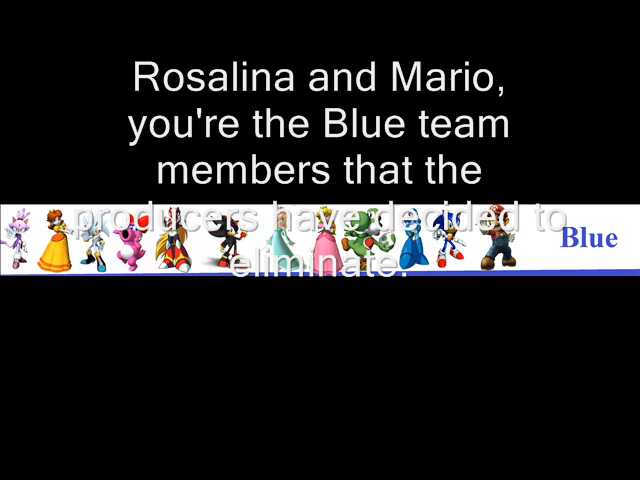 Rosalina and Mario,
you're the Blue team
members that the
producers have decided to
eliminate.
Blue